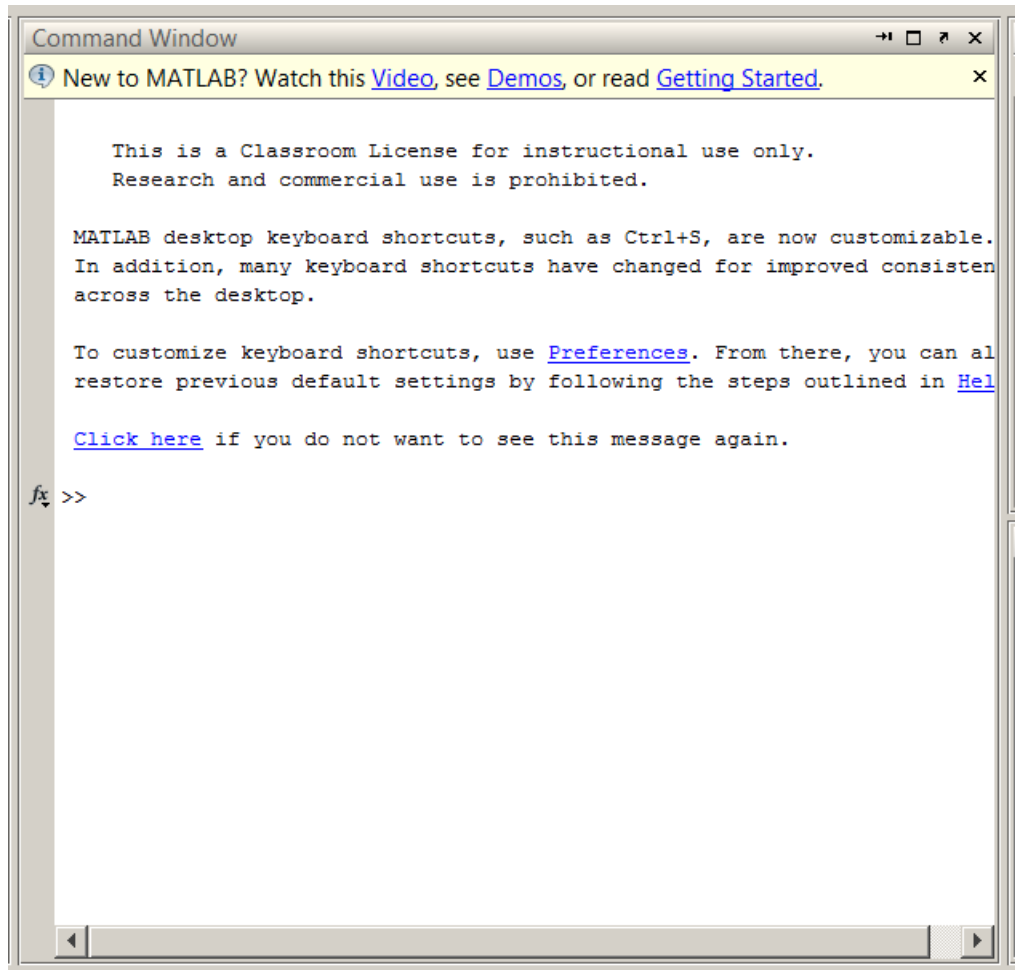 Command Window
New to MATLAB? Watch this Video, see Demos, or read Getting Started.
This is a Classroom License for instructional use only.
Research and commercial use is prohibited.
MATLAB desktop keyboard shortcuts, such as Ctrl+S, are now customizable.
In addition, many keyboard shortcuts have changed for improved consisten
across the desktop.
To customize keyboard shortcuts, use Preferences. From there, you can al
restore previous default settings by following the steps outlined in Hel
Click here if you do not want to see this message again.
fx >>